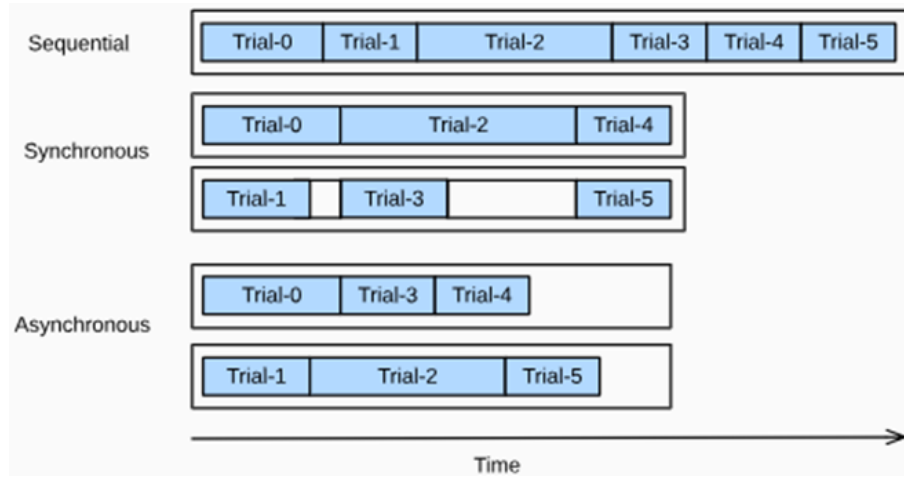 Sequential
Trial-0 Trial-1 Trial-2 Trial-3 Trial-4 Trial-5
Synchronous
Trial-0 Trial-2 Trial-4
Trial-1 Trial-3 Trial-5
Asynchronous
Trial-0 Trial-3 Trial-4
Trial-1 Trial-2 Trial-5
Time